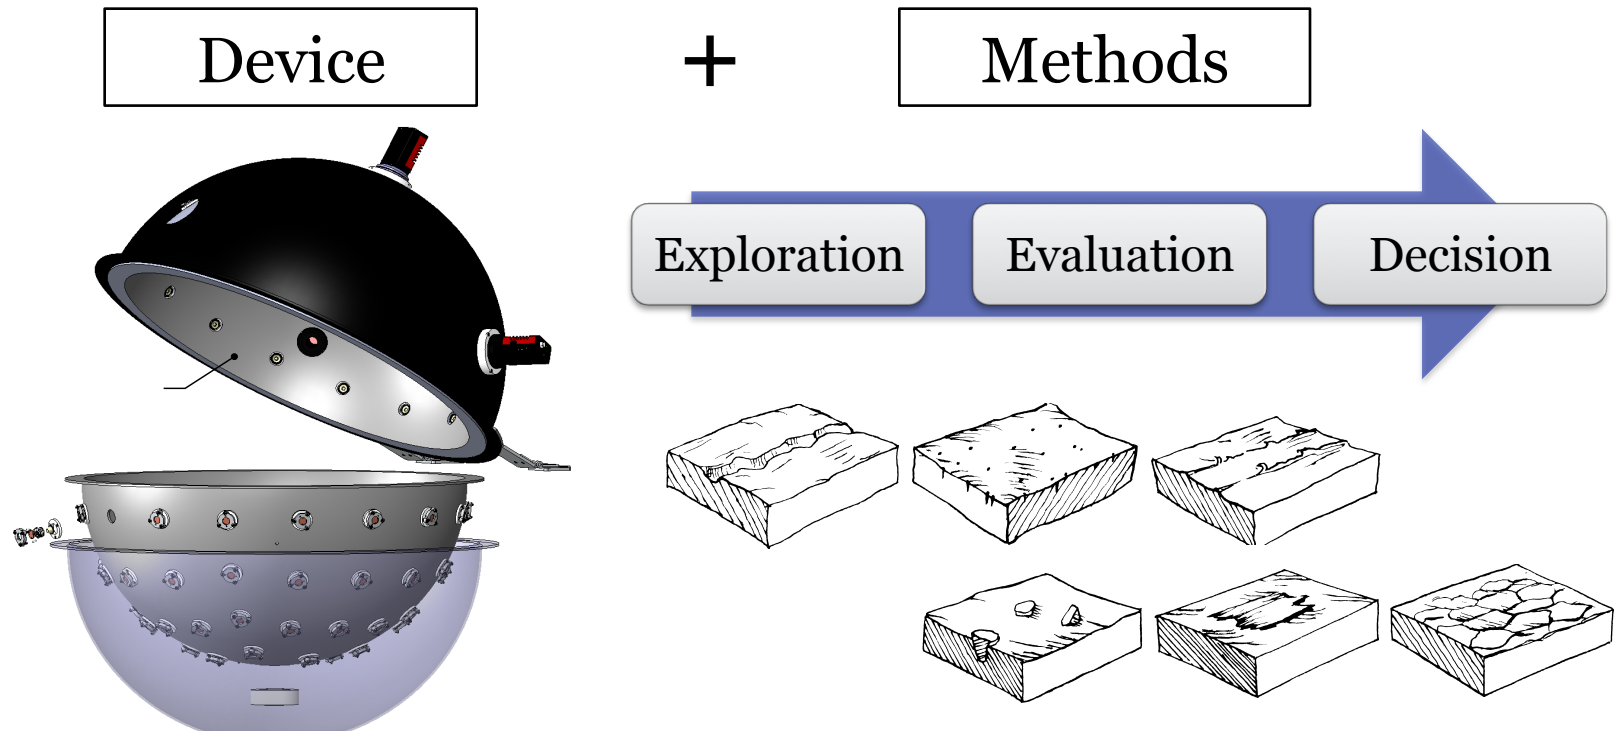 Device
+
Methods
Exploration
Evaluation
Decision